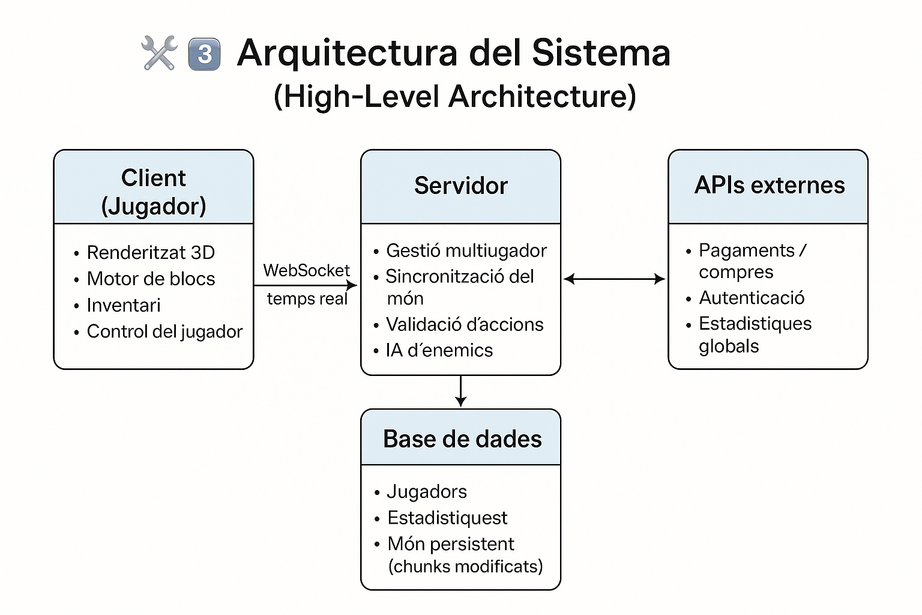 3 Arquitectura del Sistema
(High-Level Architecture)
Client
(Jugador)
• Renderitzat 3D
• Motor de blocs
• Inventari
• Control del jugador
WebSocket
temps real
Servidor
• Gestió multiugador
• Sincronització del
món
• Validació d´accions
• IA d´enemics
APIs externes
• Pagaments /
compres
• Autenticació
• Estadistiques
globals
Base de dades
• Jugadors
• Estadistiquest
• Món persistent
(chunks modificats)